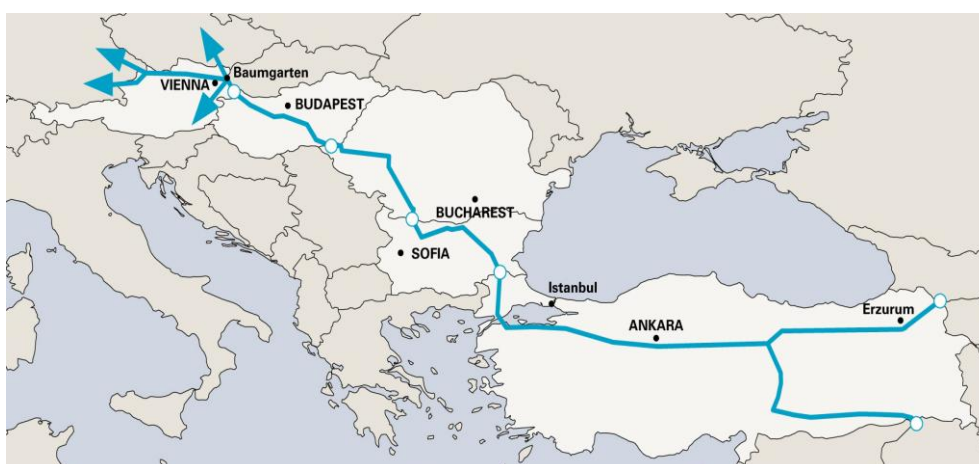 Baumgarten
VIENNA
BUDAPEST
BUCHAREST
SOFIA
Istanbul
Erzurum
ANKARA